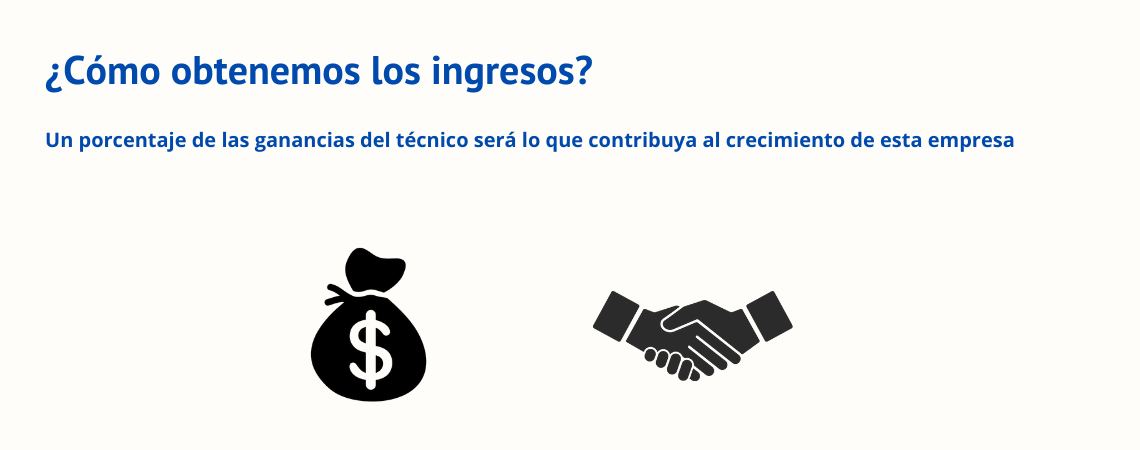 ¿Cómo obtenemos los ingresos?
Un porcentaje de las ganancias del técnico será lo que contribuya al crecimiento de esta empresa
$